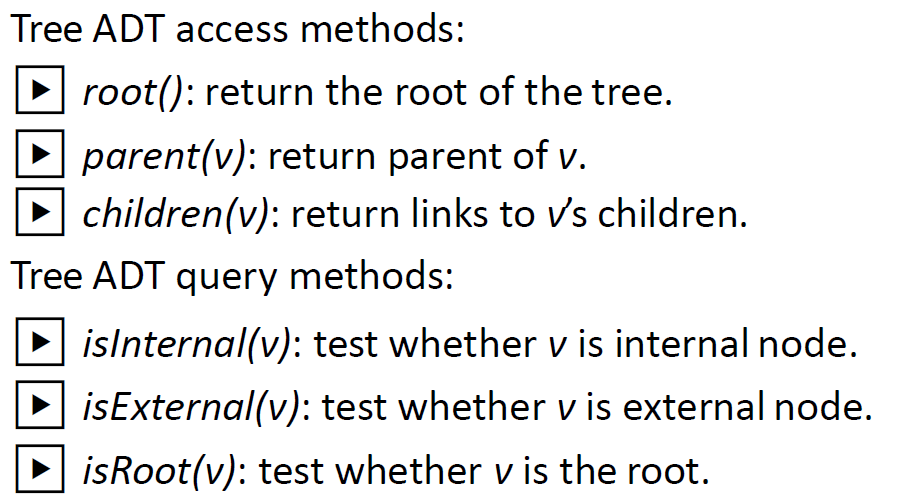 Tree ADT access methods:
root(): return the root of the tree.
parent(v): return parent of v.
children(v): return links to v's children.
Tree ADT query methods:
isInternal(v): test whether v is internal node.
isExternal(v): test whether v is external node.
isRoot(v): test whether v is the root.